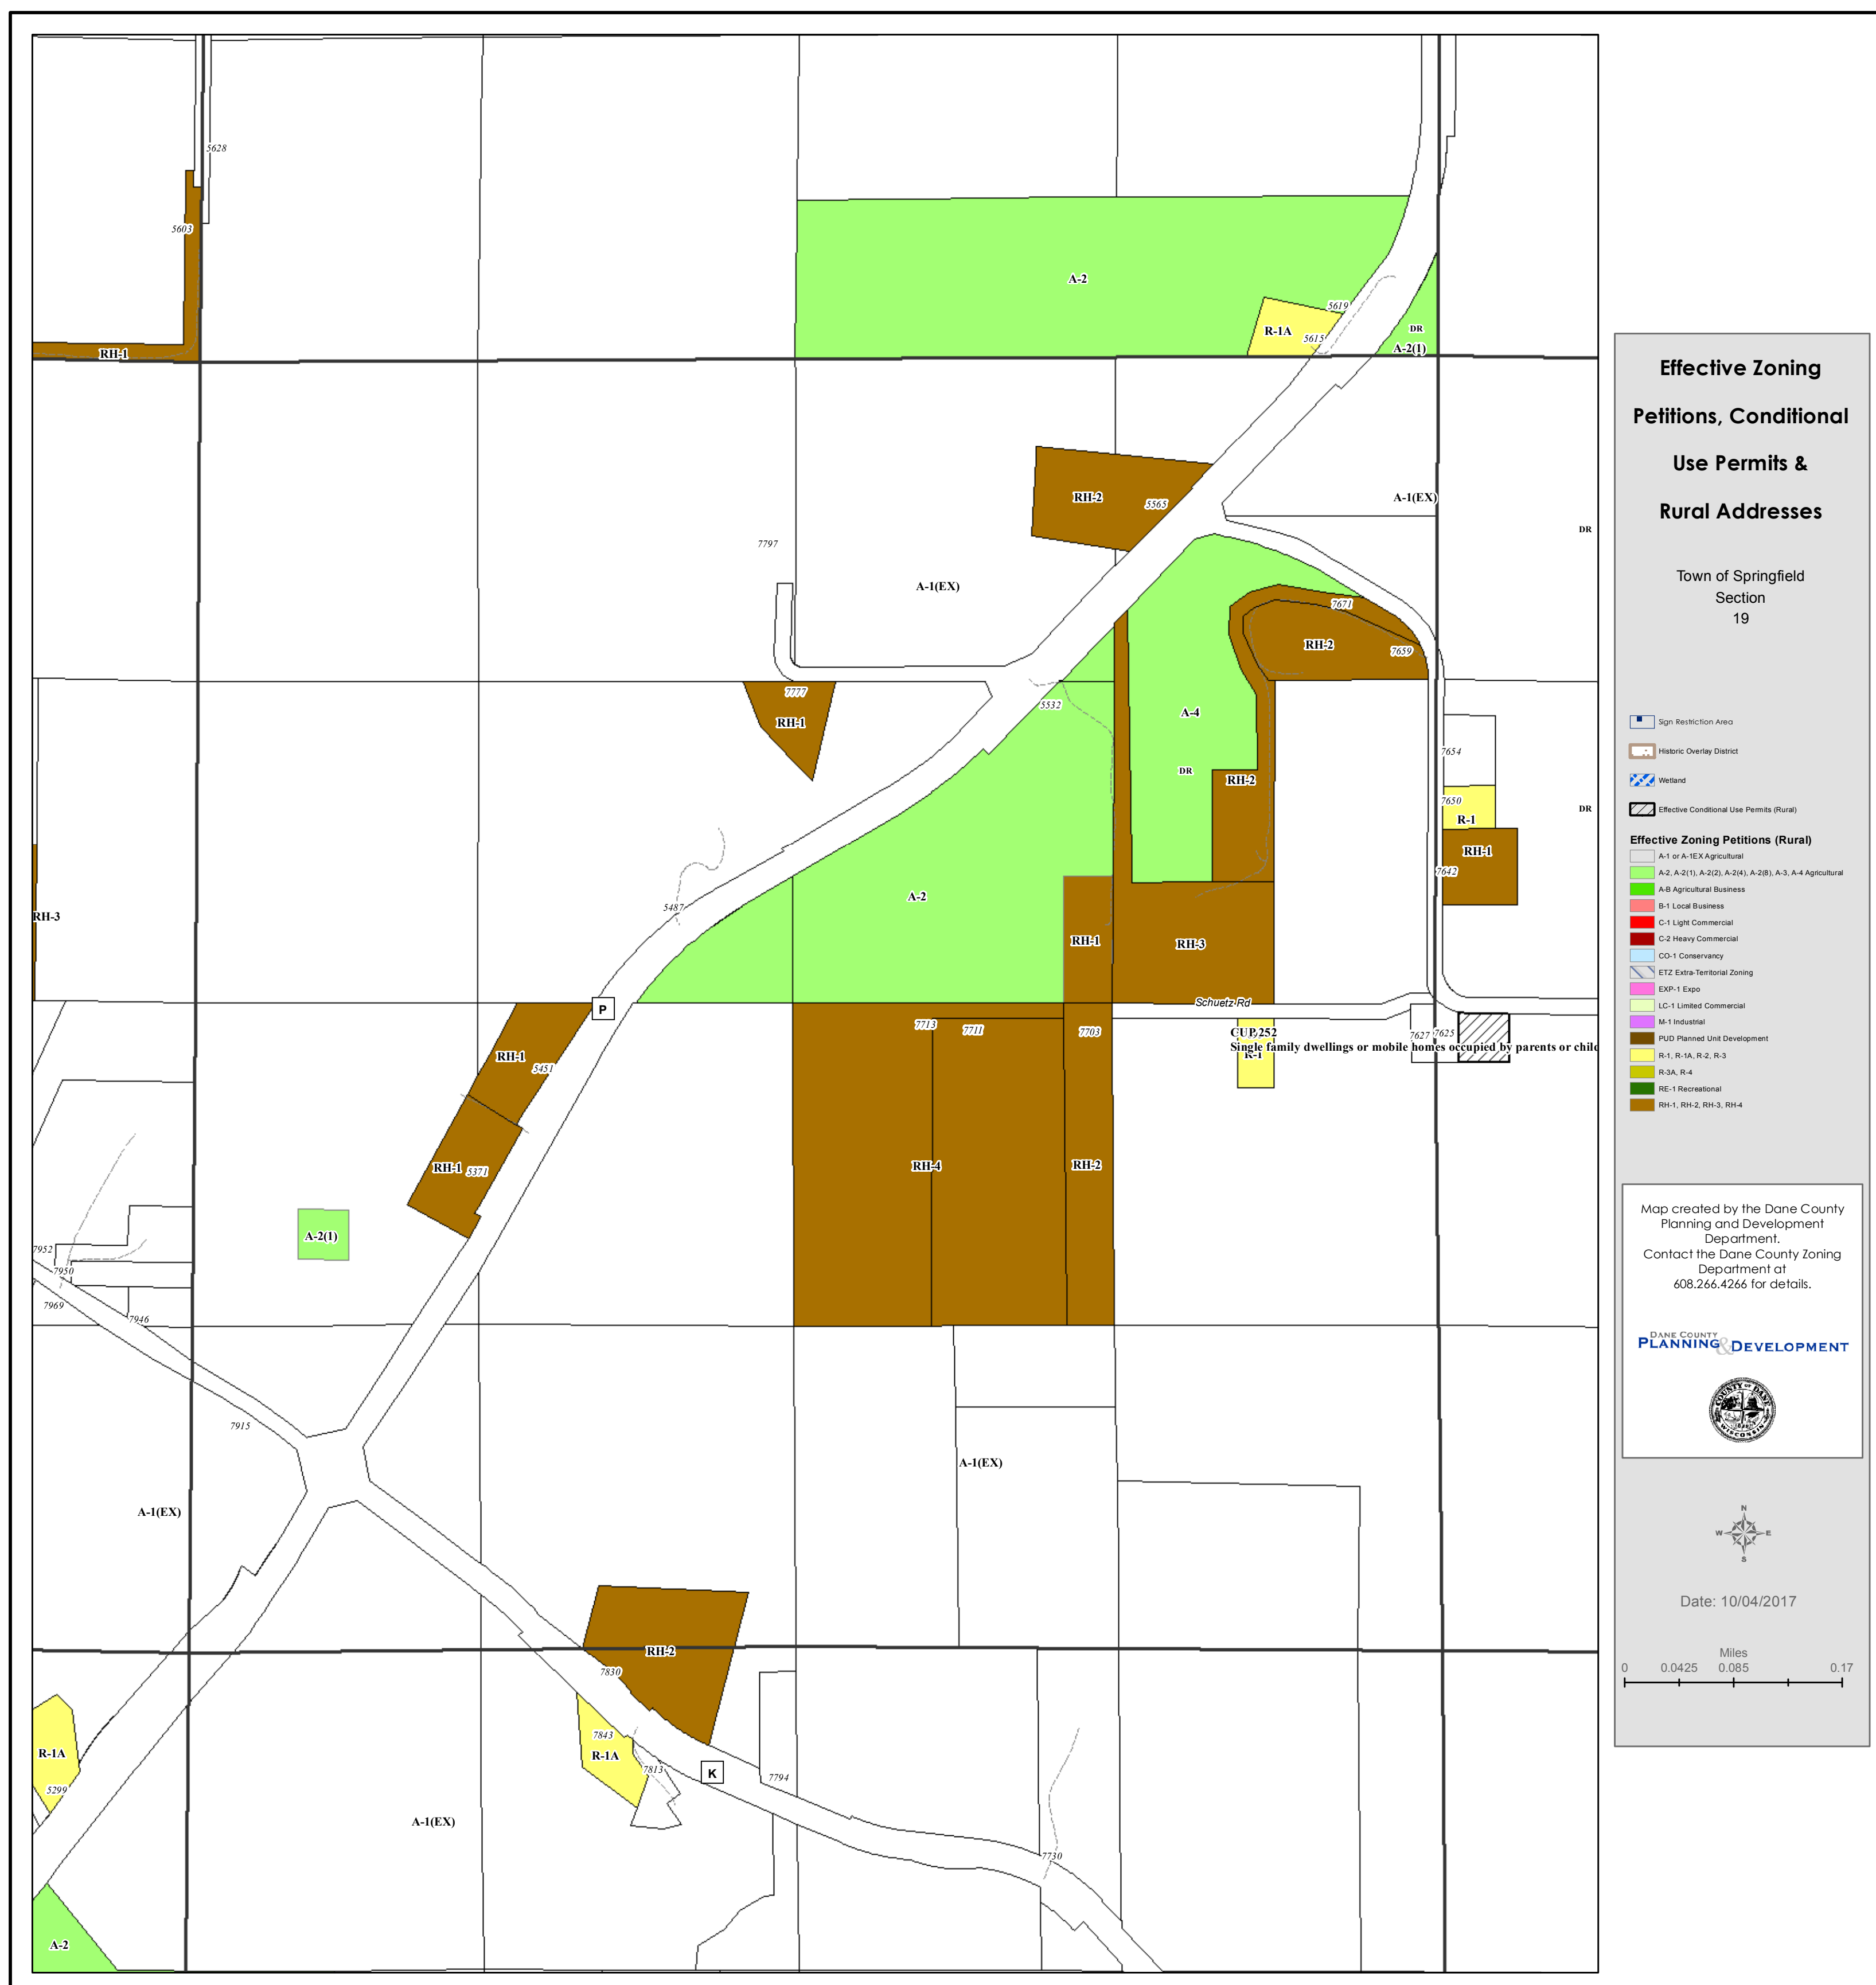 5628
5603
RH-1
A-2
5619
R-1A
5615
DR
A-2(1)
RH-2
5565
A-1(EX)
DR
7797
A-1(EX)
7671
RH-2
7659
7777
RH-1
5532
A-4
DR
RH-2
7654
7650
R-1
DR
RH-1
7642
A-2
5487
RH-3
RH-1
RH-3
P
Schuetz Rd
7713
7711
7703
CUP 252
R-1
Single family dwellings or mobile homes occupied by parents or child
7627
7625
RH-1
5451
RH-1
5371
RH-4
RH-2
A-2(1)
7952
7950
7969
7946
7915
A-1(EX)
A-1(EX)
RH-2
7830
R-1A
5299
7843
R-1A
7813
K
7794
A-1(EX)
7730
A-2
Effective Zoning
Petitions, Conditional
Use Permits &
Rural Addresses
Town of Springfield
Section
19
Sign Restriction Area
Historic Overlay District
Wetland
Effective Conditional Use Permits (Rural)
Effective Zoning Petitions (Rural)
A-1 or A-1EX Agricultural
A-2, A-2(1), A-2(2), A-2(4), A-2(8), A-3, A-4 Agricultural
A-B Agricultural Business
B-1 Local Business
C-1 Light Commercial
C-2 Heavy Commercial
CO-1 Conservancy
ETZ Extra-Territorial Zoning
EXP-1 Expo
LC-1 Limited Commercial
M-1 Industrial
PUD Planned Unit Development
R-1, R-1A, R-2, R-3
R-3A, R-4
RE-1 Recreational
RH-1, RH-2, RH-3, RH-4
Map created by the Dane County
Planning and Development
Department.
Contact the Dane County Zoning
Department at
608.266.4266 for details.
DANE COUNTY
PLANNING & DEVELOPMENT
COUNTY OF DANE
WISCONSIN
N
W E
S
Date: 10/04/2017
Miles
0 0.0425 0.085 0.17